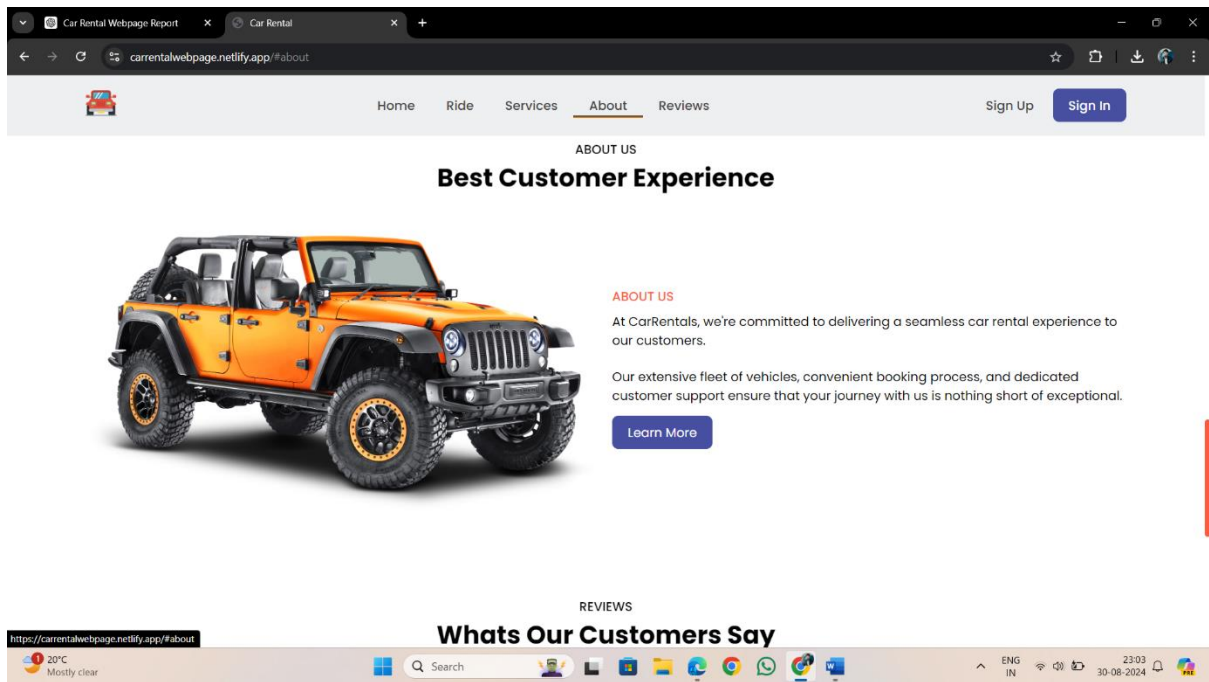 Car Rental Webpage Report
Car Rental
carrentalwebpage.netlify.app/#about
Home Ride Services About Reviews Sign Up Sign In
ABOUT US
Best Customer Experience
ABOUT US
At CarRentals, we're committed to delivering a seamless car rental experience to
our customers.
Our extensive fleet of vehicles, convenient booking process, and dedicated
customer support ensure that your journey with us is nothing short of exceptional.
Learn More
REVIEWS
Whats Our Customers Say
https://carrentalwebpage.netlify.app/#about
1
20°C
Mostly clear
Search
ENG
IN
23:03
30-08-2024
PRE